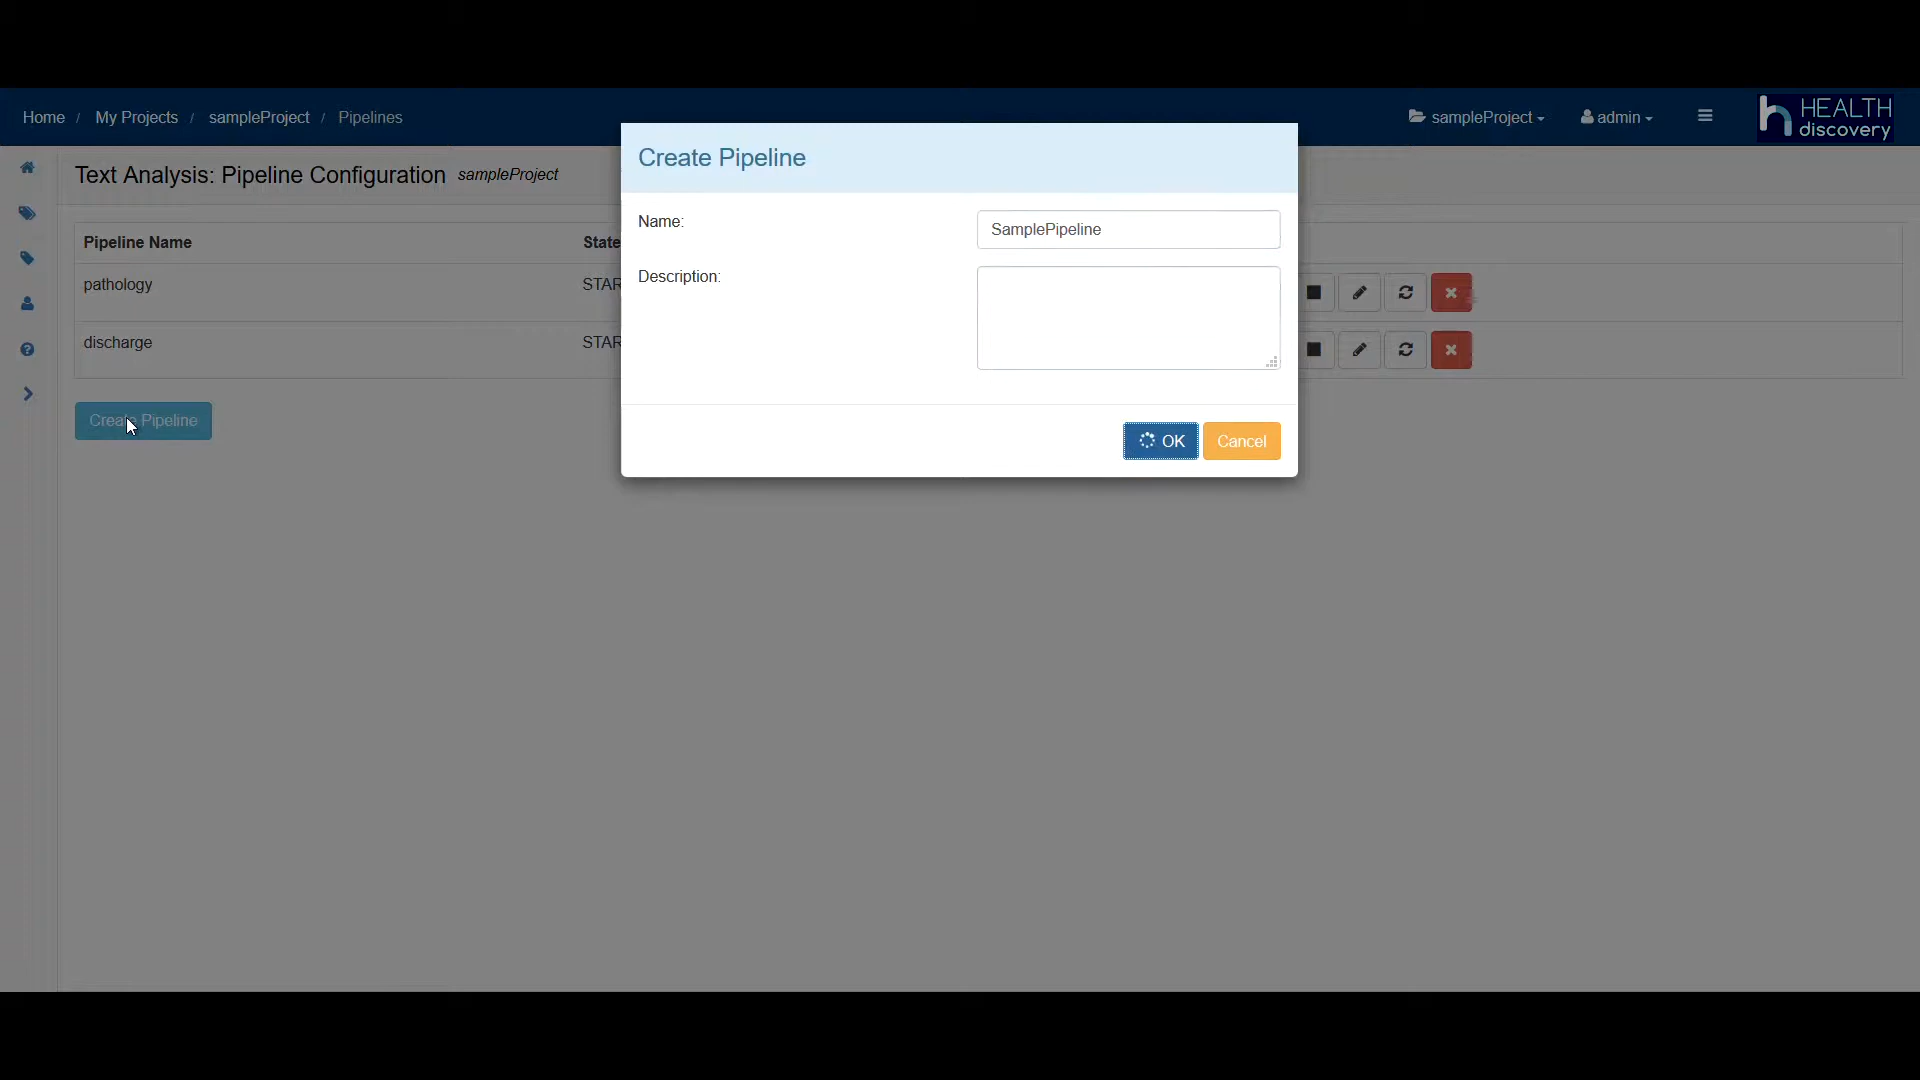 Home / My Projects / sampleProject / Pipelines
sampleProject
admin
HEALTH
discovery
Text Analysis: Pipeline Configuration sampleProject
Pipeline Name
State
pathology
STAR
discharge
STAR
Create Pipeline
Create Pipeline
Name:
SamplePipeline
Description:
OK
Cancel